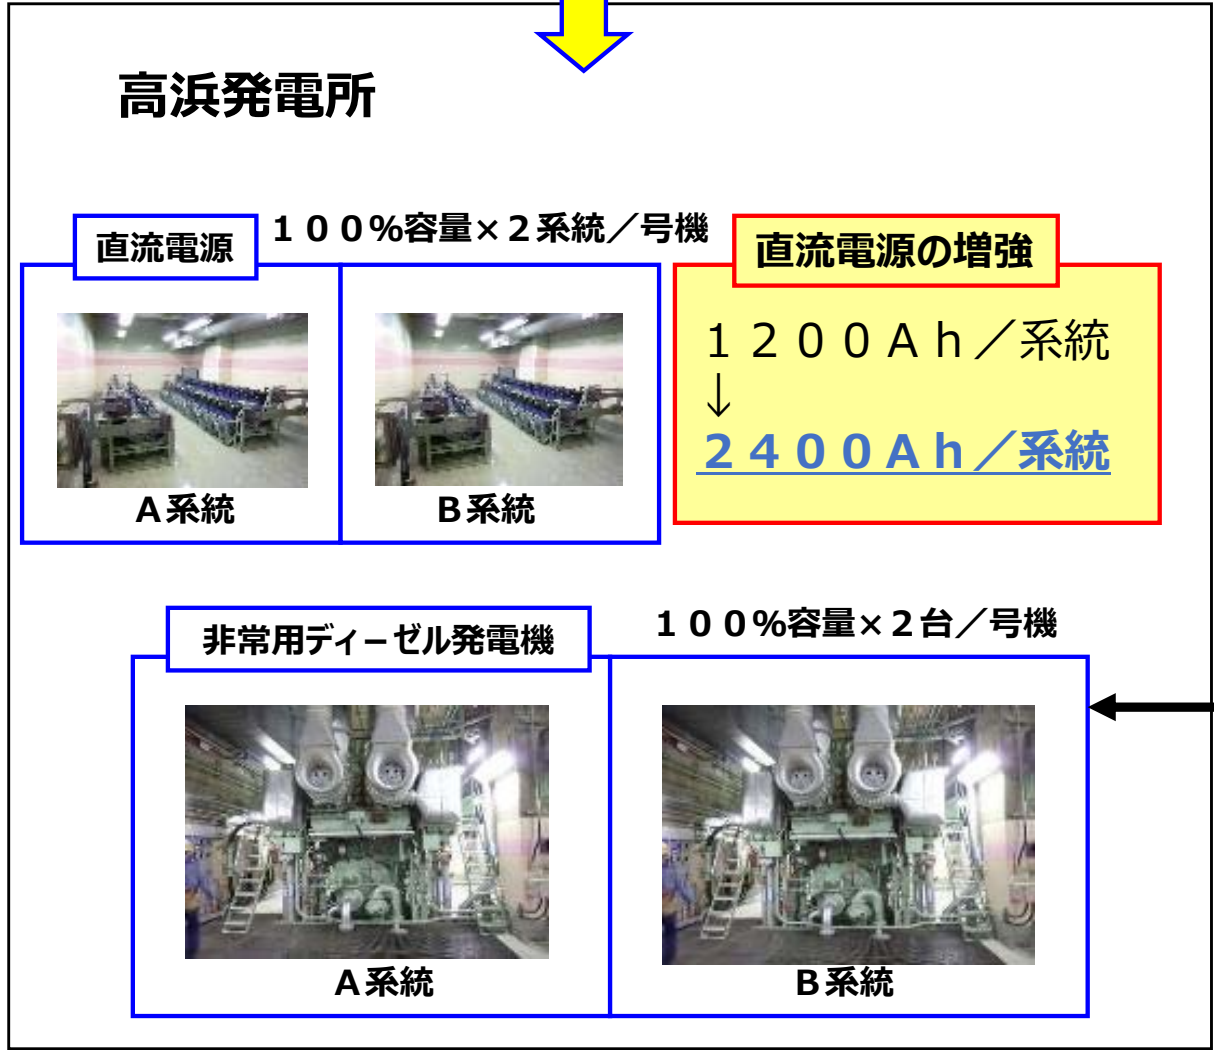 高浜発電所
直流電源
１００％容量×２系統／号機
直流電源の増強
１２００Ａｈ／系統
↓
２４００Ａｈ／系統
Ａ系統
Ｂ系統
非常用ディーゼル発電機
１００％容量×２台／号機
Ａ系統
Ｂ系統